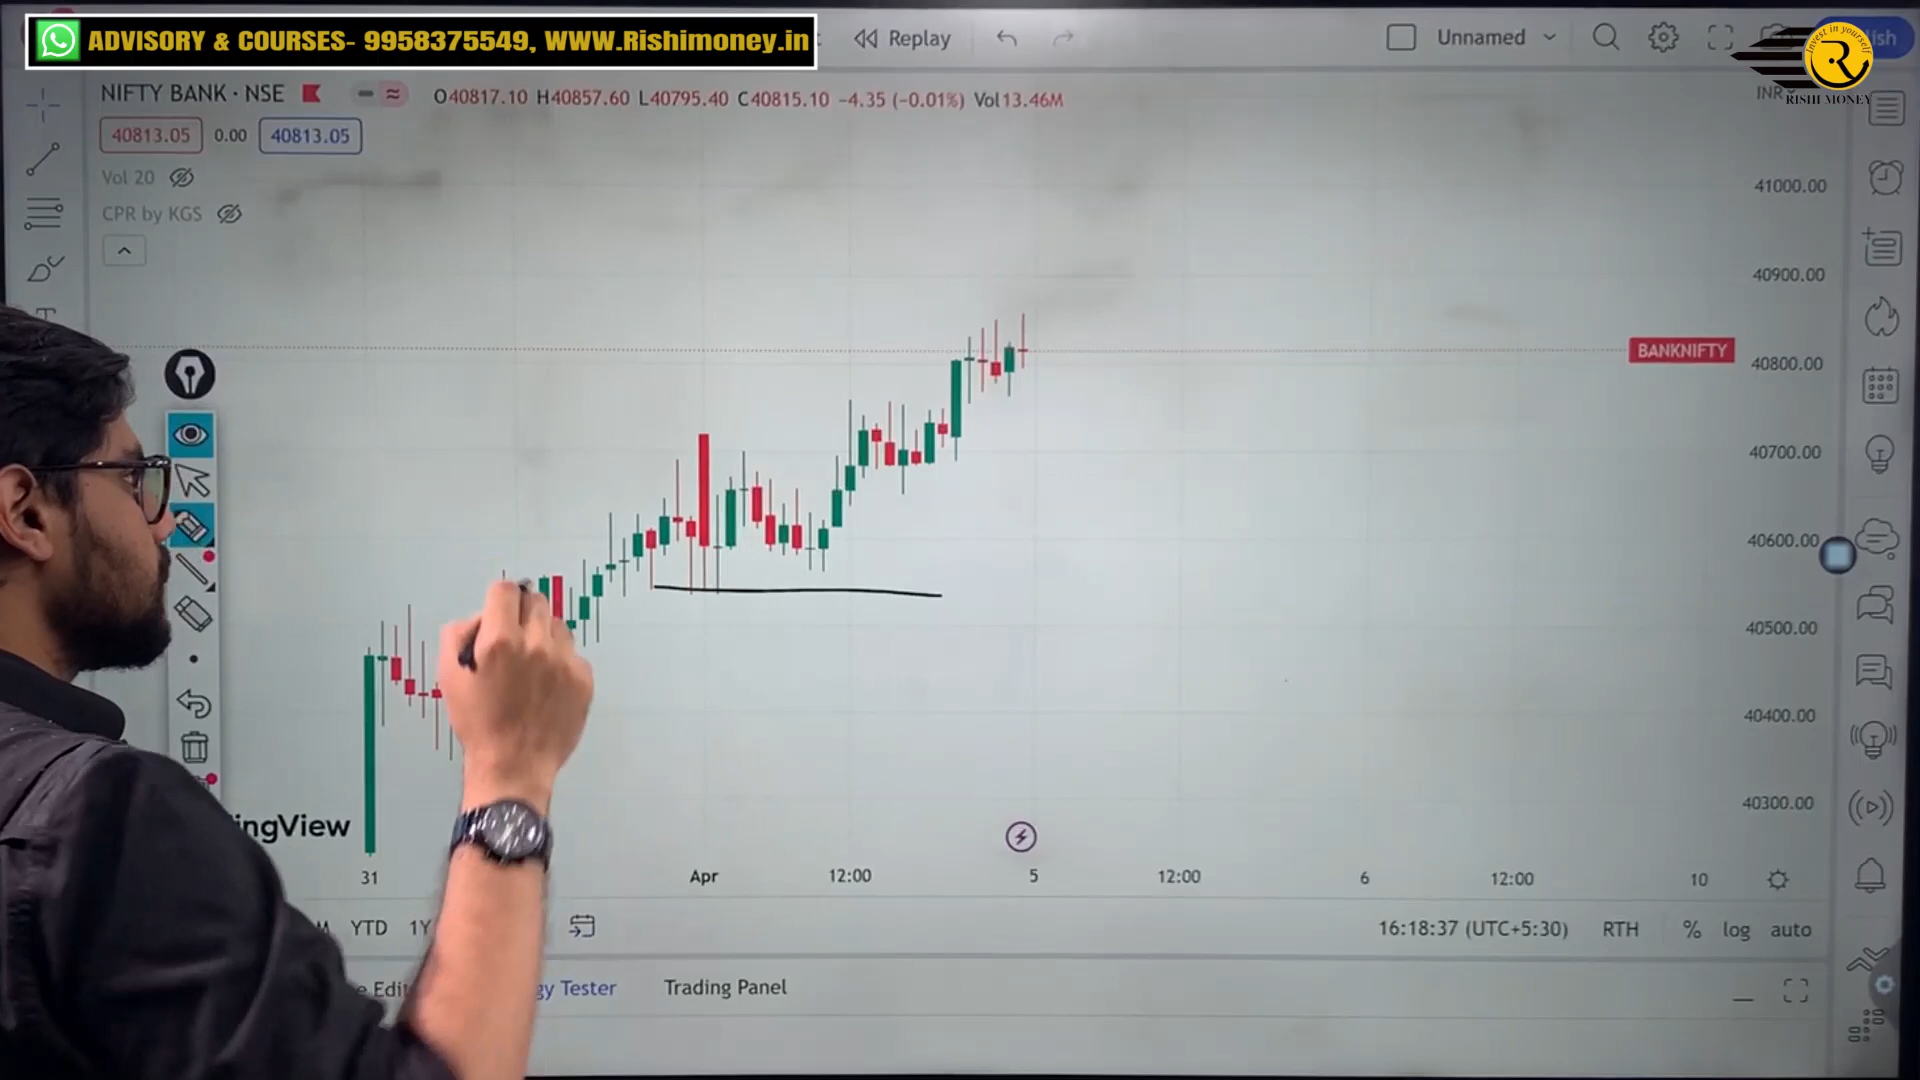 ADVISORY & COURSES- 9958375549, WWW.Rishimoney.in
Replay
Unnamed
Invest in yourself
R
RISHI MONEY
NIFTY BANK · NSE
O40817.10 H40857.60 L40795.40 C40815.10 −4.35 (−0.01%) Vol13.46M
INR
40813.05 0.00 40813.05
Vol 20
CPR by KGS
41000.00
40900.00
BANKNIFTY
40800.00
40700.00
40600.00
40500.00
40400.00
40300.00
ingView
31 Apr 12:00 5 12:00 6 12:00 10
YTD 1Y
16:18:37 (UTC+5:30) RTH % log auto
Tester Trading Panel